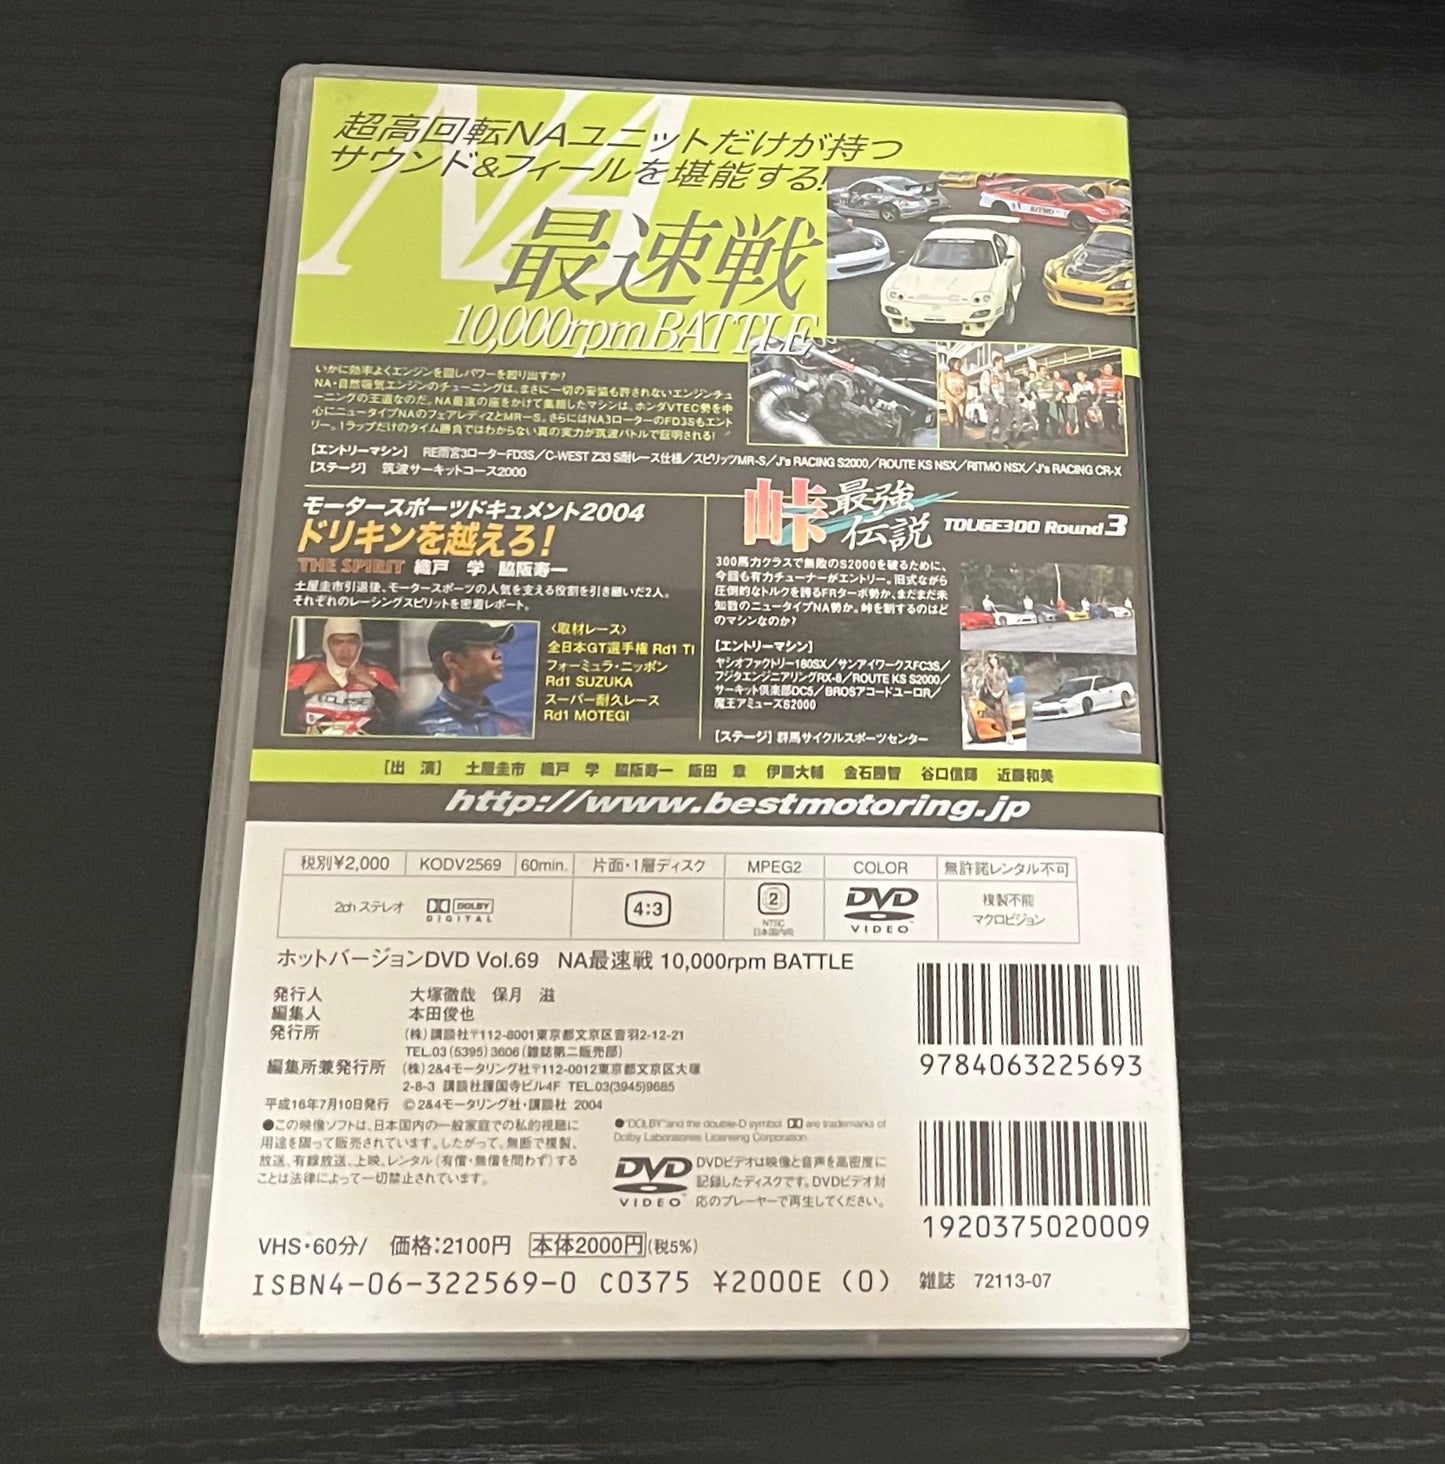 NA
超高回転NAユニットだけが持つ
サウンド&フィールを堪能する!
最速戦
10,000rpm BATTLE
いかに効率よくエンジンを回しパワーを絞り出すか?
NA・自然吸気エンジンのチューニングは、まさに一切の妥協も許されないエンジンチュ
ーニングの王道なのだ。NA最速の座をかけて集結したマシンは、ホンダVTEC勢を中
心にニュータイプNAのフェアレディZとMR-S。さらにはNA3ローターのFD3Sもエント
リー。1ラップだけのタイム勝負ではわからない真の実力が筑波バトルで証明される!
[エントリーマシン] RE雨宮3ローターFD3S/C-WEST Z33 S耐レース仕様/スピリッツMR-S/J's RACING S2000/ROUTE KS NSX/RITMO NSX/J's RACING CR-X
[ステージ] 筑波サーキットコース2000
モータースポーツドキュメント2004
ドリキンを越えろ!
THE SPIRIT 織戸 学 脇阪寿一
土屋圭市引退後、モータースポーツの人気を支える役割を引き継いだ2人。
それぞれのレーシングスピリットを密着レポート。
〈取材レース〉
全日本GT選手権 Rd1 TI
フォーミュラ・ニッポン
Rd1 SUZUKA
スーパー耐久レース
Rd1 MOTEGI
ECLIPSE
峠 最強
伝説
TOUGE300 Round 3
300馬力クラスで無敗のS2000を破るために、
今回も有力チューナーがエントリー。旧式ながら
圧倒的なトルクを誇るFRターボ勢か、まだまだ未
知数のニュータイプNA勢か。峠を制するのはど
のマシンなのか?
[エントリーマシン]
ヤシオファクトリー180SX/サンアイワークスFC3S/
フジタエンジニアリングRX-8/ROUTE KS S2000/
サーキット倶楽部DC5/BROSアコードユーロR/
魔王アミューズS2000
[ステージ] 群馬サイクルスポーツセンター
[出 演] 土屋圭市 織戸 学 脇阪寿一 飯田 章 伊藤大輔 金石勝智 谷口信輝 近藤和美
http://www.bestmotoring.jp
税別¥2,000 KODV2569 60min. 片面・1層ディスク MPEG2 COLOR 無許諾レンタル不可
2ch ステレオ DOLBY DIGITAL 4:3 2 NTSC 日本国内向 DVD VIDEO 複製不能 マクロビジョン
ホットバージョンDVD Vol.69 NA最速戦 10,000rpm BATTLE
発行人 大塚徹哉 保月 滋
編集人 本田俊也
発行所 (株)講談社〒112-8001東京都文京区音羽2-12-21
TEL.03(5395)3606(雑誌第二販売部)
編集所兼発行所 (株)2&4モータリング社〒112-0012東京都文京区大塚
2-8-3 講談社護国寺ビル4F TEL.03(3945)9685
平成16年7月10日発行 ©2&4モータリング社・講談社 2004
●この映像ソフトは、日本国内の一般家庭での私的視聴に
用途を限って販売されています。したがって、無断で複製、
放送、有線放送、上映、レンタル(有償・無償を問わず)する
ことは法律によって一切禁止されています。
●"DOLBY"and the double-D symbol are trademarks of
Dolby Laboratories Licensing Corporation.
DVD VIDEO
DVDビデオは映像と音声を高密度に
記録したディスクです。DVDビデオ対
応のプレーヤーで再生してください。
9784063225693
1920375020009
VHS・60分/ 価格:2100円 本体2000円(税5%)
ISBN4-06-322569-0 C0375 ¥2000E (0) 雑誌 72113-07